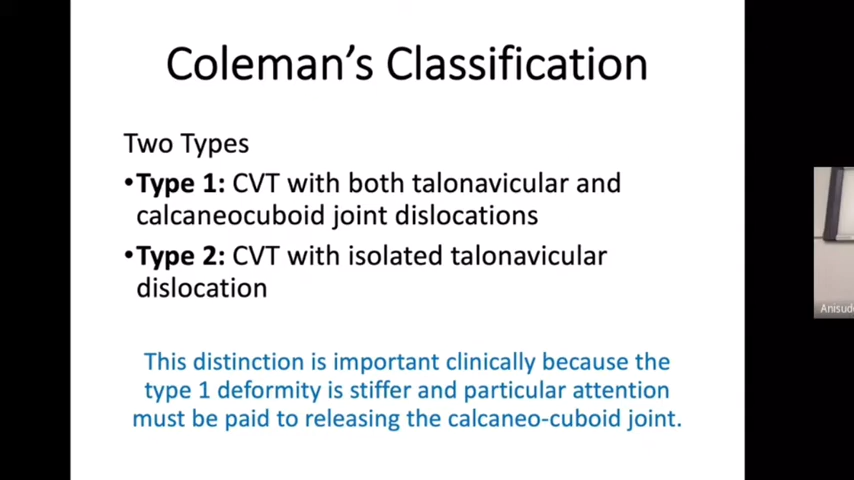 Coleman's Classification
Two Types
•Type 1: CVT with both talonavicular and
calcaneocuboid joint dislocations
•Type 2: CVT with isolated talonavicular
dislocation
This distinction is important clinically because the
type 1 deformity is stiffer and particular attention
must be paid to releasing the calcaneo-cuboid joint.